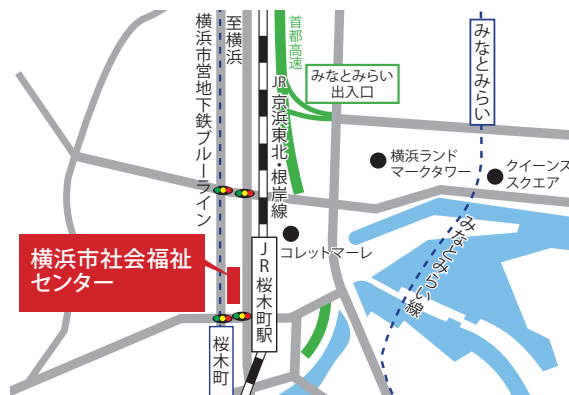 横浜市営地下鉄ブルーライン
至横浜
首都高速
JR京浜東北・根岸線
みなとみらい
出入口
みなとみらい
横浜ランド
マークタワー
クイーンズ
スクエア
コレットマーレ
みなとみらい線
横浜市社会福祉
センター
JR桜木町駅
桜木町